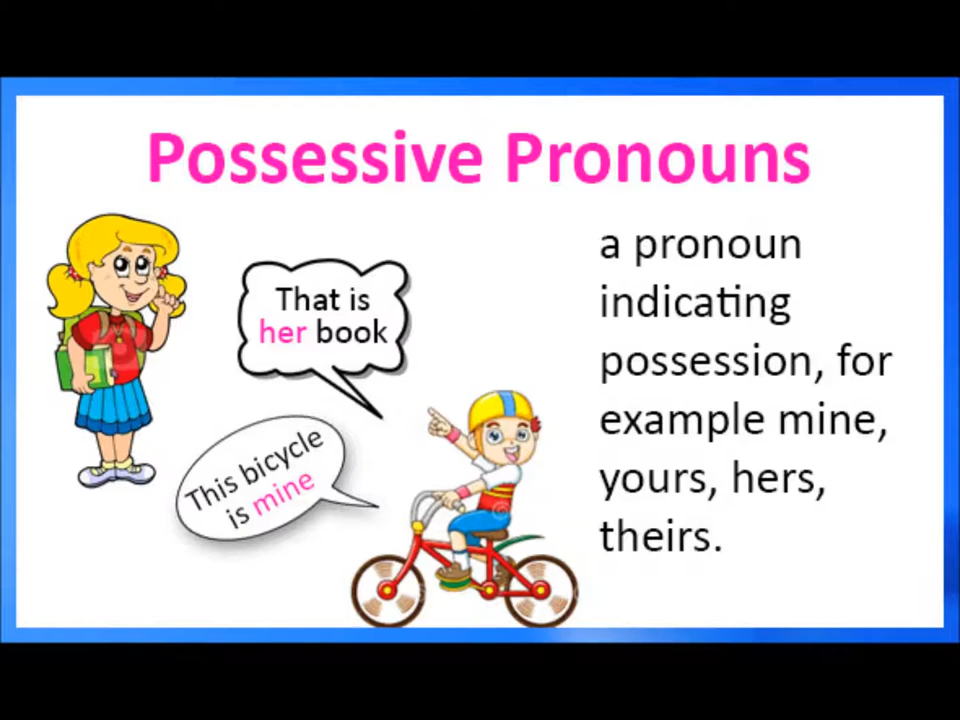 Possessive Pronouns
That is
her book
This bicycle
is mine
a pronoun
indicating
possession, for
example mine,
yours, hers,
theirs.